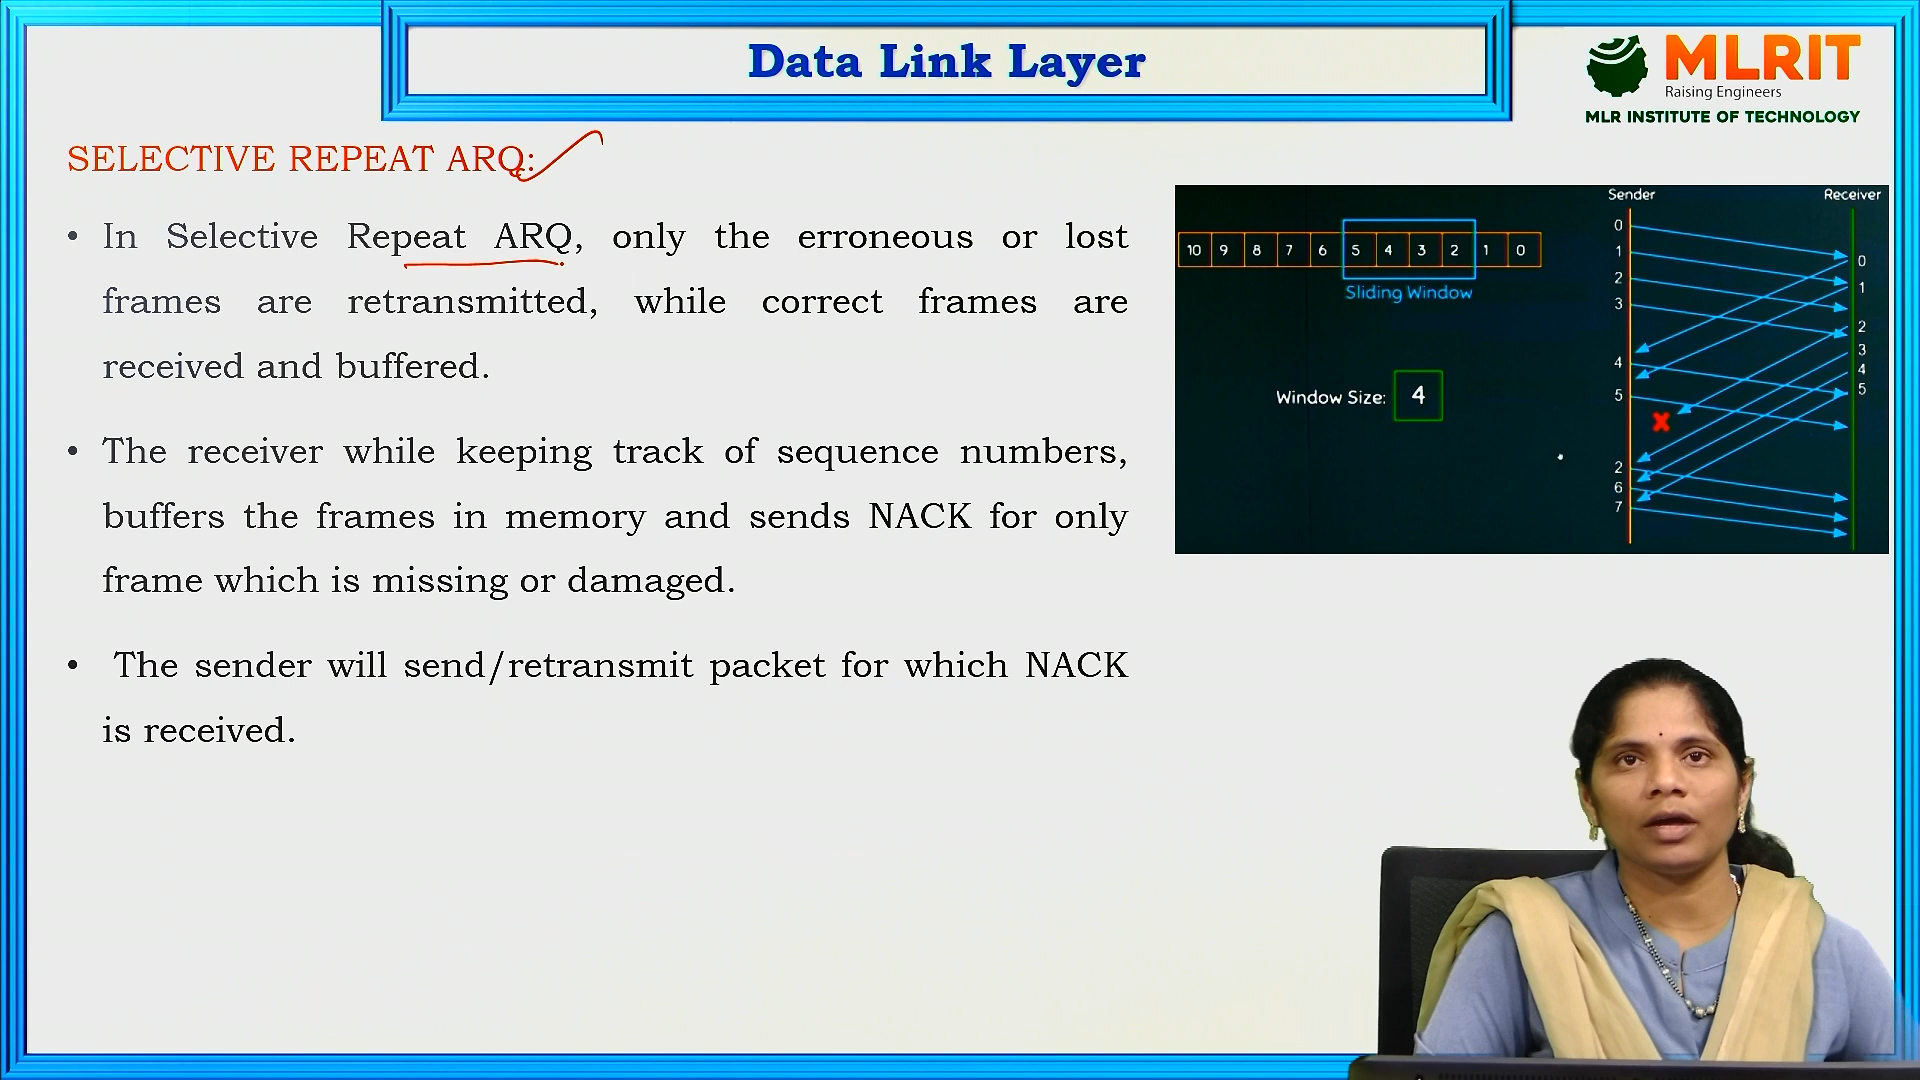 Data Link Layer
MLRIT
Raising Engineers
MLR INSTITUTE OF TECHNOLOGY
SELECTIVE REPEAT ARQ:
• In Selective Repeat ARQ, only the erroneous or lost
frames are retransmitted, while correct frames are
received and buffered.
• The receiver while keeping track of sequence numbers,
buffers the frames in memory and sends NACK for only
frame which is missing or damaged.
• The sender will send/retransmit packet for which NACK
is received.
Sender
Receiver
10 9 8 7 6 5 4 3 2 1 0
Sliding Window
Window Size: 4
0
1
2
3
4
5
2
6
7
0
1
2
3
4
5